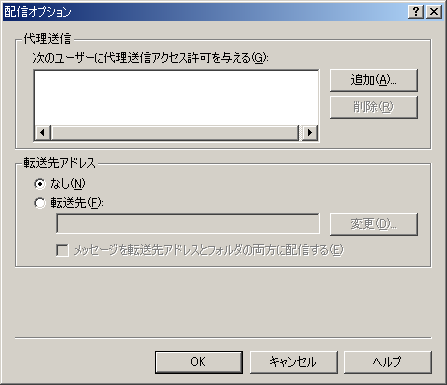 配信オプション
代理送信
次のユーザーに代理送信アクセス許可を与える(G):
追加(A)...
削除(R)
転送先アドレス
なし(N)
転送先(F):
変更(D)...
メッセージを転送先アドレスとフォルダの両方に配信する(E)
OK
キャンセル
ヘルプ